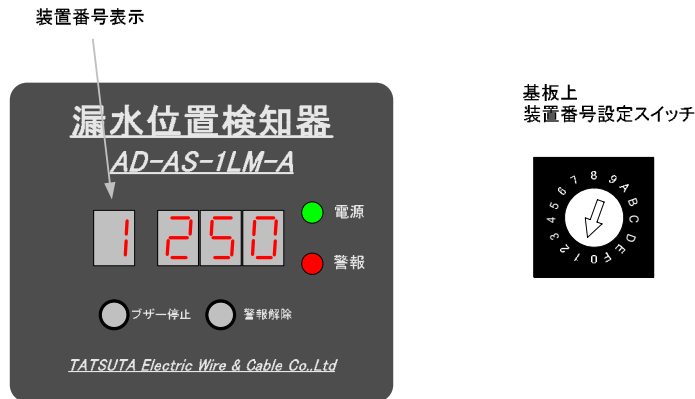 装置番号表示
漏水位置検知器
AD-AS-1LM-A
1 250
電源
警報
ブザー停止
警報解除
TATSUTA Electric Wire & Cable Co.,Ltd
基板上
装置番号設定スイッチ
0 1 2 3 4 5 6 7 8 9 A B C D E F